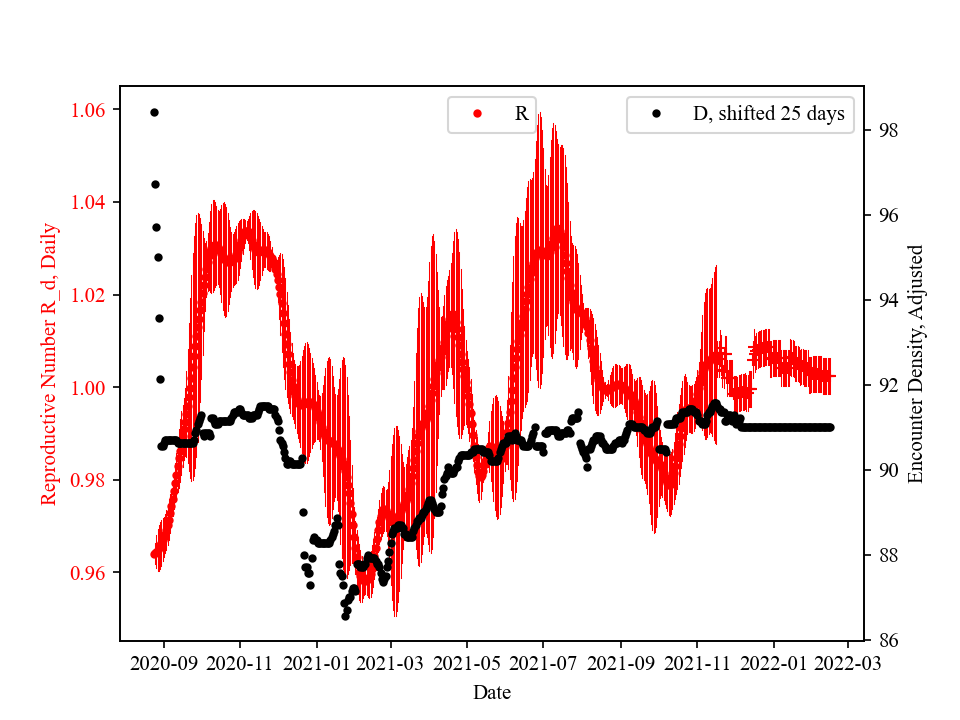 R
D, shifted 25 days
1.06
1.04
1.02
1.00
0.98
0.96
Reproductive Number R_d, Daily
98
96
94
92
90
88
86
Encounter Density, Adjusted
2020-09 2020-11 2021-01 2021-03 2021-05 2021-07 2021-09 2021-11 2022-01 2022-03
Date